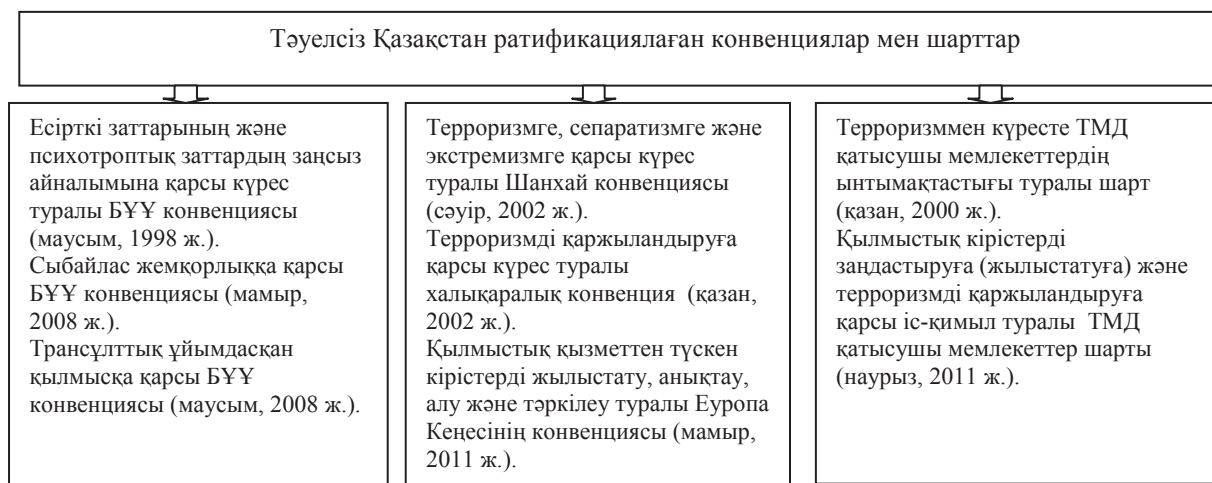 Тәуелсіз Қазақстан ратификациялаған конвенциялар мен шарттар
Есірткі заттарының және
психотроптық заттардың заңсыз
айналымына қарсы күрес
туралы БҰҰ конвенциясы
(маусым, 1998 ж.).
Сыбайлас жемқорлыққа қарсы
БҰҰ конвенциясы (мамыр,
2008 ж.).
Трансұлттық ұйымдасқан
қылмысқа қарсы БҰҰ
конвенциясы (маусым, 2008 ж.).
Терроризмге, сепаратизмге және
экстремизмге қарсы күрес
туралы Шанхай конвенциясы
(сәуір, 2002 ж.).
Терроризмді қаржыландыруға
қарсы күрес туралы
халықаралық конвенция (қазан,
2002 ж.).
Қылмыстық қызметтен түскен
кірістерді жылыстату, анықтау,
алу және тәркілеу туралы Еуропа
Кеңесінің конвенциясы (мамыр,
2011 ж.).
Терроризммен күресте ТМД
қатысушы мемлекеттердің
ынтымақтастығы туралы шарт
(қазан, 2000 ж.).
Қылмыстық кірістерді
заңдастыруға (жылыстатуға) және
терроризмді қаржыландыруға
қарсы іс-қимыл туралы ТМД
қатысушы мемлекеттер шарты
(наурыз, 2011 ж.).